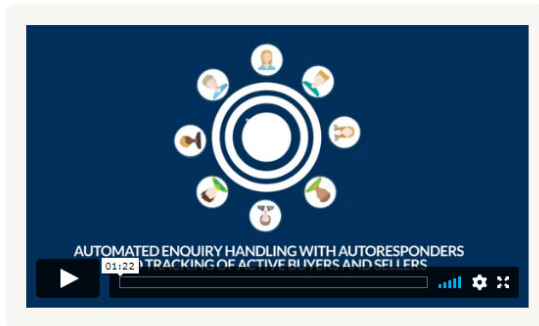 AUTOMATED ENQUIRY HANDLING WITH AUTORESPONDERS
01:22
TRACKING OF ACTIVE BUYERS AND SELLERS